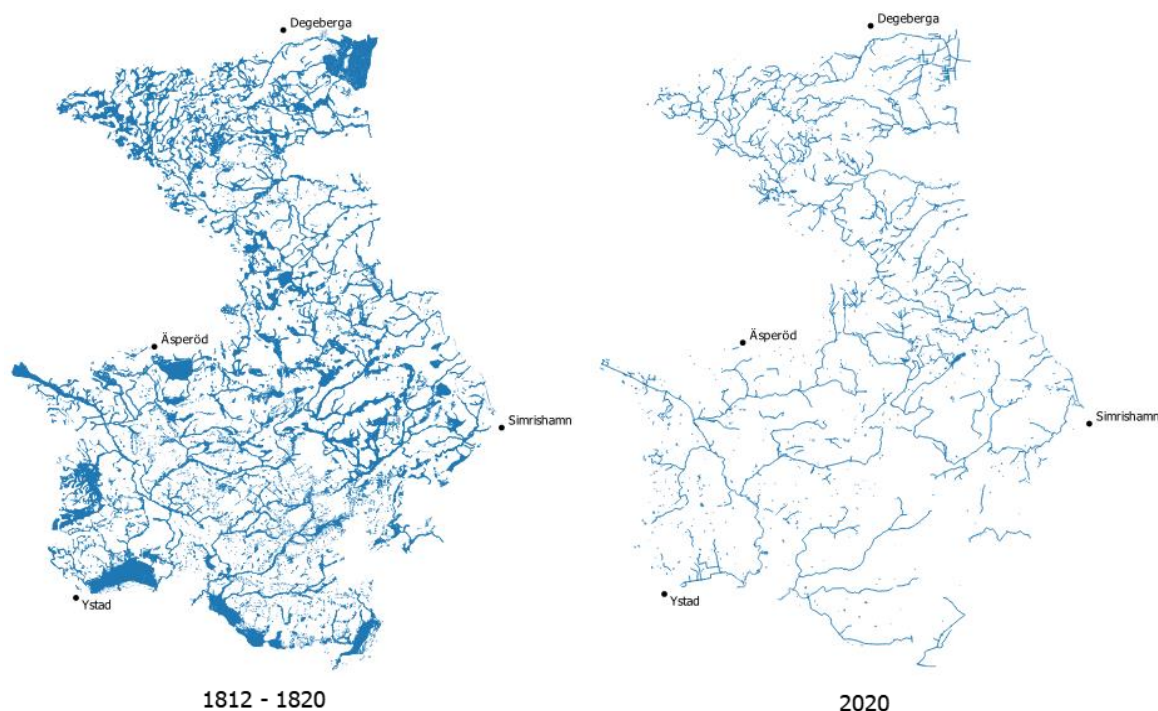 Degeberga
Degeberga
Äsperöd
Äsperöd
Simrishamn
Simrishamn
Ystad
Ystad
1812 - 1820
2020